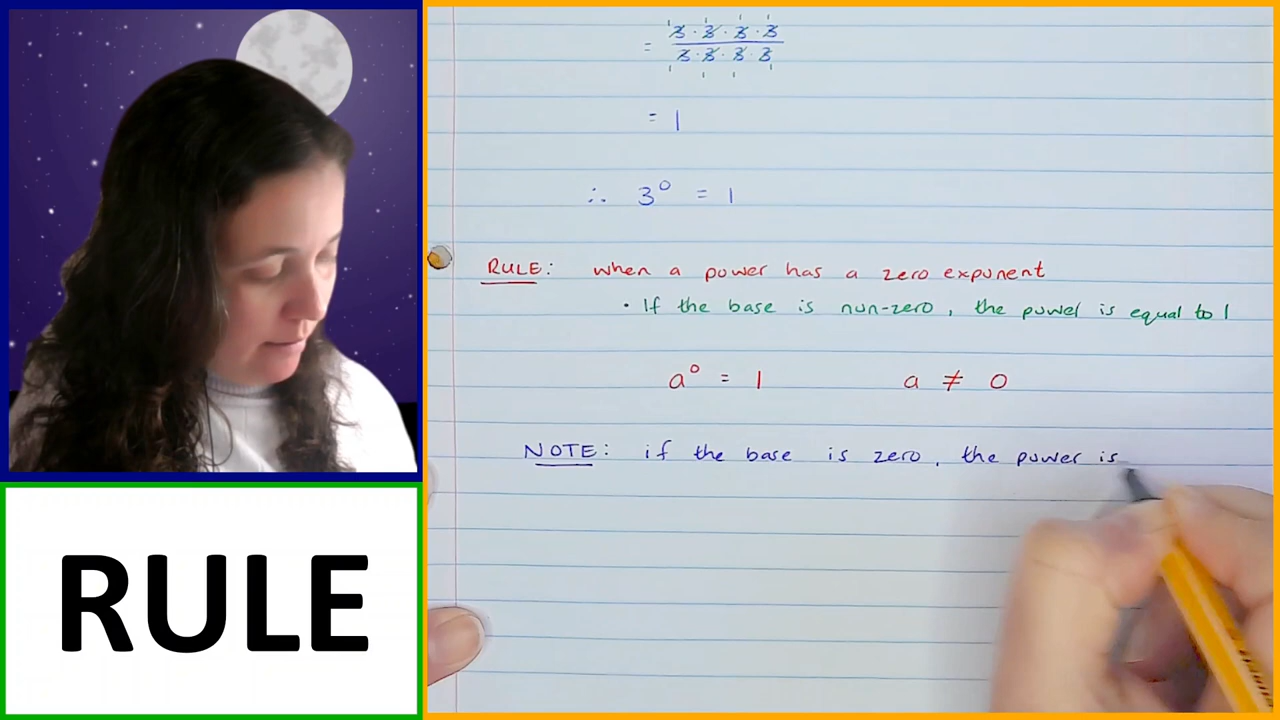 = 3 · 3 · 3 · 3
3 · 3 · 3 · 3
= 1
∴ 3⁰ = 1
RULE: when a power has a zero exponent
• If the base is non-zero, the power is equal to 1
a⁰ = 1 a ≠ 0
NOTE: if the base is zero, the power is
RULE